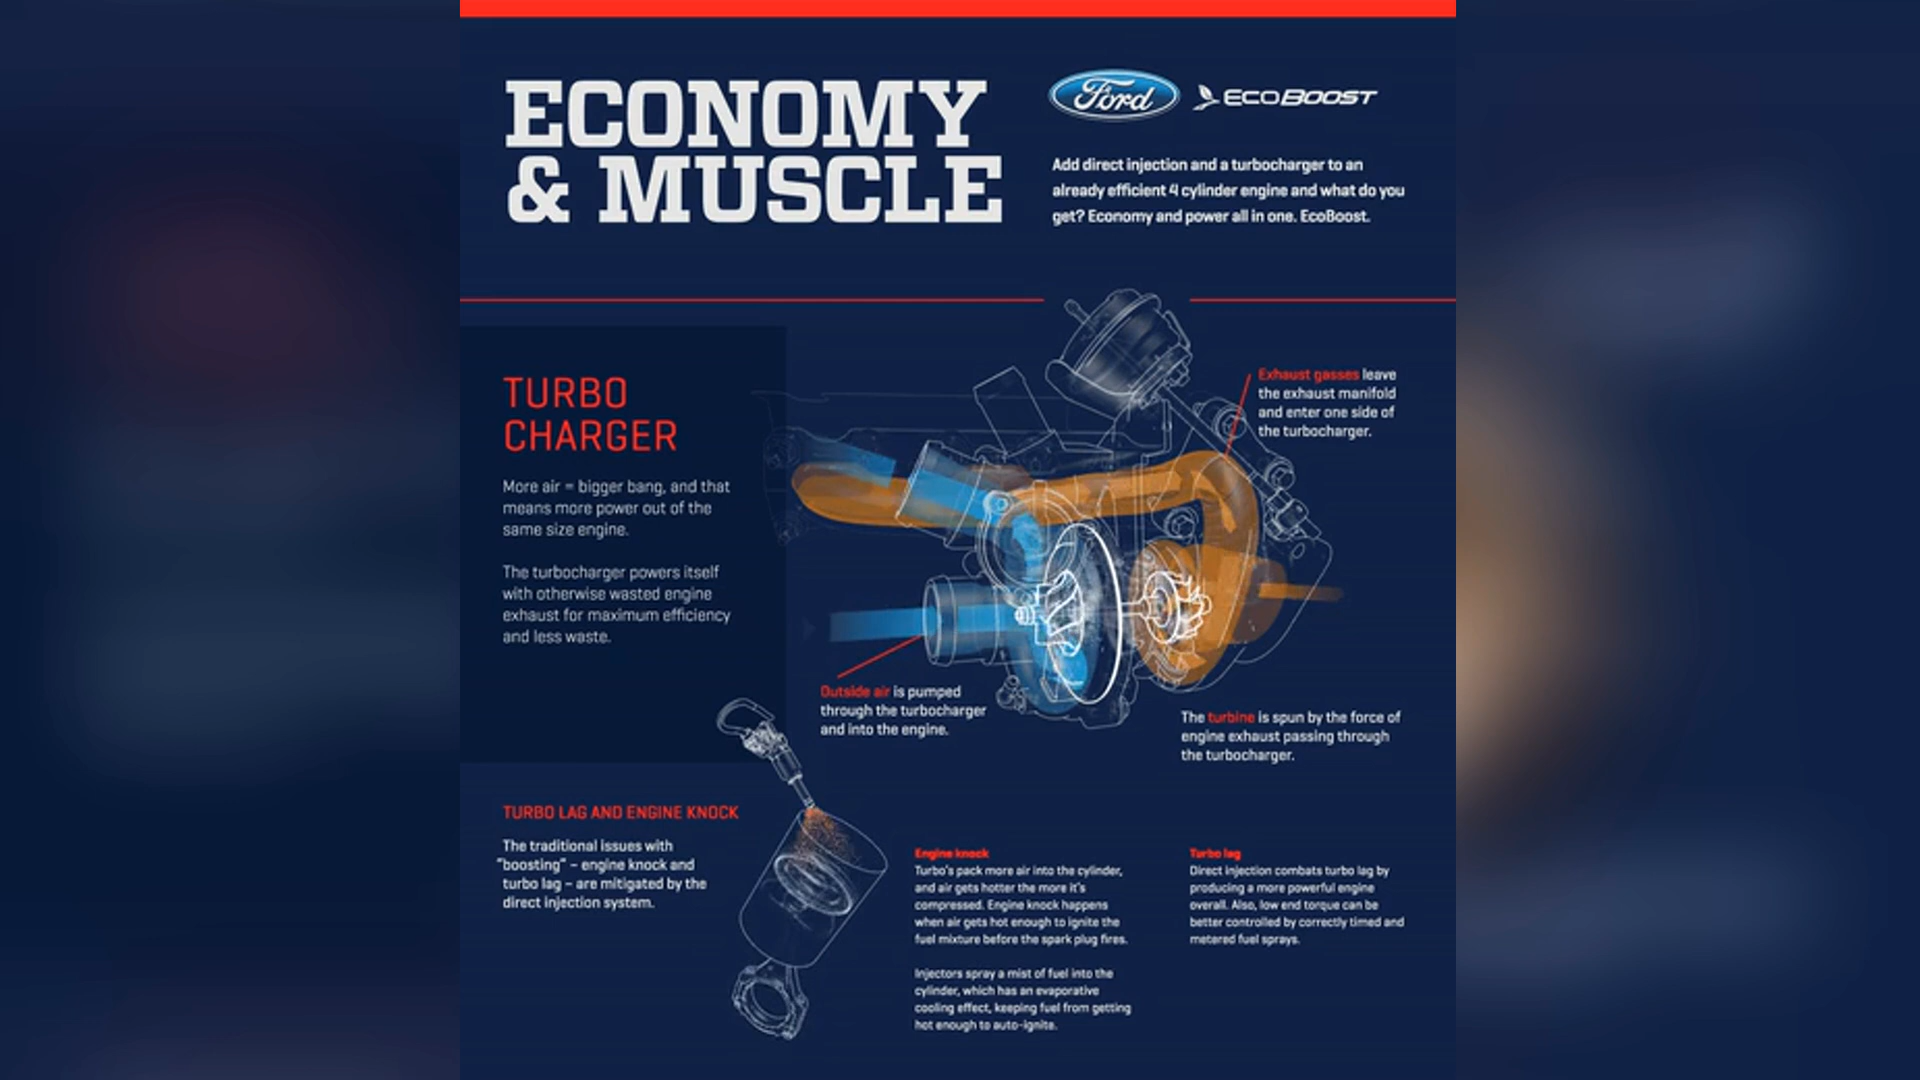 ECONOMY
& MUSCLE
Ford ECOBOOST
Add direct injection and a turbocharger to an
already efficient 4 cylinder engine and what do you
get? Economy and power all in one. EcoBoost.
TURBO
CHARGER
More air = bigger bang, and that
means more power out of the
same size engine.
The turbocharger powers itself
with otherwise wasted engine
exhaust for maximum efficiency
and less waste.
Exhaust gasses leave
the exhaust manifold
and enter one side of
the turbocharger.
Outside air is pumped
through the turbocharger
and into the engine.
The turbine is spun by the force of
engine exhaust passing through
the turbocharger.
TURBO LAG AND ENGINE KNOCK
The traditional issues with
"boosting" – engine knock and
turbo lag – are mitigated by the
direct injection system.
Engine knock
Turbo's pack more air into the cylinder,
and air gets hotter the more it's
compressed. Engine knock happens
when air gets hot enough to ignite the
fuel mixture before the spark plug fires.
Injectors spray a mist of fuel into the
cylinder, which has an evaporative
cooling effect, keeping fuel from getting
hot enough to auto-ignite.
Turbo lag
Direct injection combats turbo lag by
producing a more powerful engine
overall. Also, low end torque can be
better controlled by correctly timed and
metered fuel sprays.